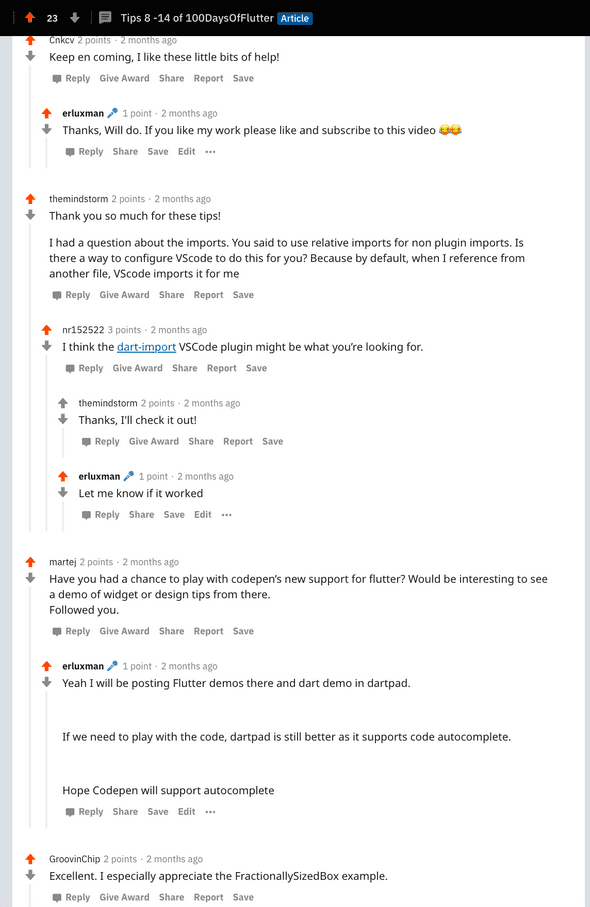 23 Tips 8 -14 of 100DaysOfFlutter Article
Cnkcv 2 points · 2 months ago
Keep en coming, I like these little bits of help!
Reply Give Award Share Report Save
erluxman 🎤 1 point · 2 months ago
Thanks, Will do. If you like my work please like and subscribe to this video 😂😂
Reply Share Save Edit ···
themindstorm 2 points · 2 months ago
Thank you so much for these tips!
I had a question about the imports. You said to use relative imports for non plugin imports. Is
there a way to configure VScode to do this for you? Because by default, when I reference from
another file, VScode imports it for me
Reply Give Award Share Report Save
nr152522 3 points · 2 months ago
I think the dart-import VSCode plugin might be what you're looking for.
Reply Give Award Share Report Save
themindstorm 2 points · 2 months ago
Thanks, I'll check it out!
Reply Give Award Share Report Save
erluxman 🎤 1 point · 2 months ago
Let me know if it worked
Reply Share Save Edit ···
martej 2 points · 2 months ago
Have you had a chance to play with codepen's new support for flutter? Would be interesting to see
a demo of widget or design tips from there.
Followed you.
Reply Give Award Share Report Save
erluxman 🎤 1 point · 2 months ago
Yeah I will be posting Flutter demos there and dart demo in dartpad.
If we need to play with the code, dartpad is still better as it supports code autocomplete.
Hope Codepen will support autocomplete
Reply Share Save Edit ···
GroovinChip 2 points · 2 months ago
Excellent. I especially appreciate the FractionallySizedBox example.
Reply Give Award Share Report Save